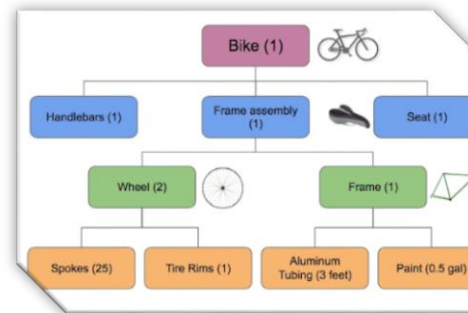 Bike (1)
Handlebars (1)
Frame assembly
(1)
Seat (1)
Wheel (2)
Frame (1)
Spokes (25)
Tire Rims (1)
Aluminum
Tubing (3 feet)
Paint (0.5 gal)